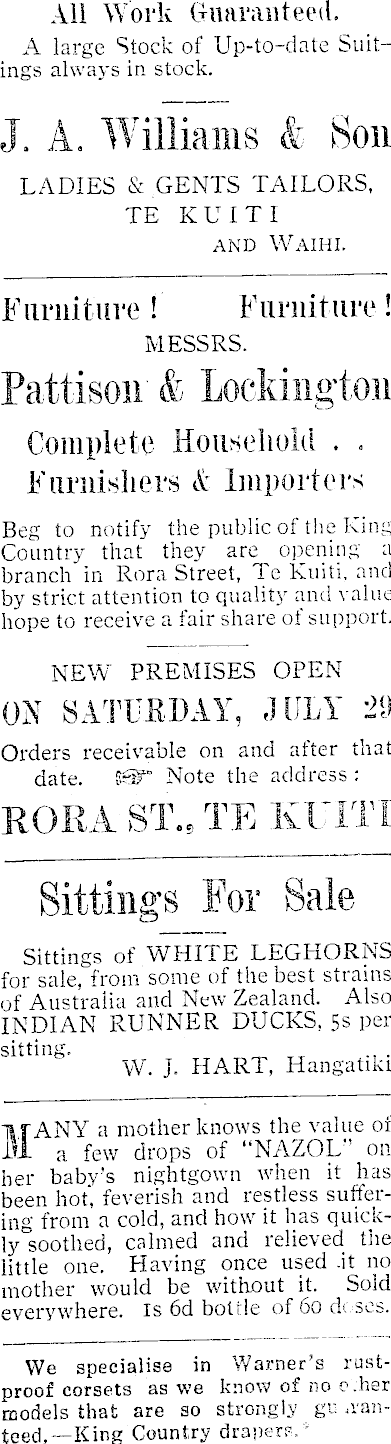 All Work Guaranteed.
A large Stock of Up-to-date Suit-
ings always in stock.
J. A. Williams & Son
LADIES & GENTS TAILORS,
TE KUITI
AND WAIHI.
Furniture! Furniture!
MESSRS.
Pattison & Lockington
Complete Household . .
Furnishers & Importers
Beg to notify the public of the King
Country that they are opening a
branch in Rora Street, Te Kuiti, and
by strict attention to quality and value
hope to receive a fair share of support.
NEW PREMISES OPEN
ON SATURDAY, JULY 29
Orders receivable on and after that
date. ☞ Note the address:
RORA ST., TE KUITI
Sittings For Sale
Sittings of WHITE LEGHORNS
for sale, from some of the best strains
of Australia and New Zealand. Also
INDIAN RUNNER DUCKS, 5s per
sitting.
W. J. HART, Hangatiki
MANY a mother knows the value of
a few drops of "NAZOL" on
her baby's nightgown when it has
been hot, feverish and restless suffer-
ing from a cold, and how it has quick-
ly soothed, calmed and relieved the
little one. Having once used it no
mother would be without it. Sold
everywhere. 1s 6d bottle of 60 doses.
We specialise in Warner's rust-
proof corsets as we know of no other
models that are so strongly guaran-
teed.—King Country drapers.